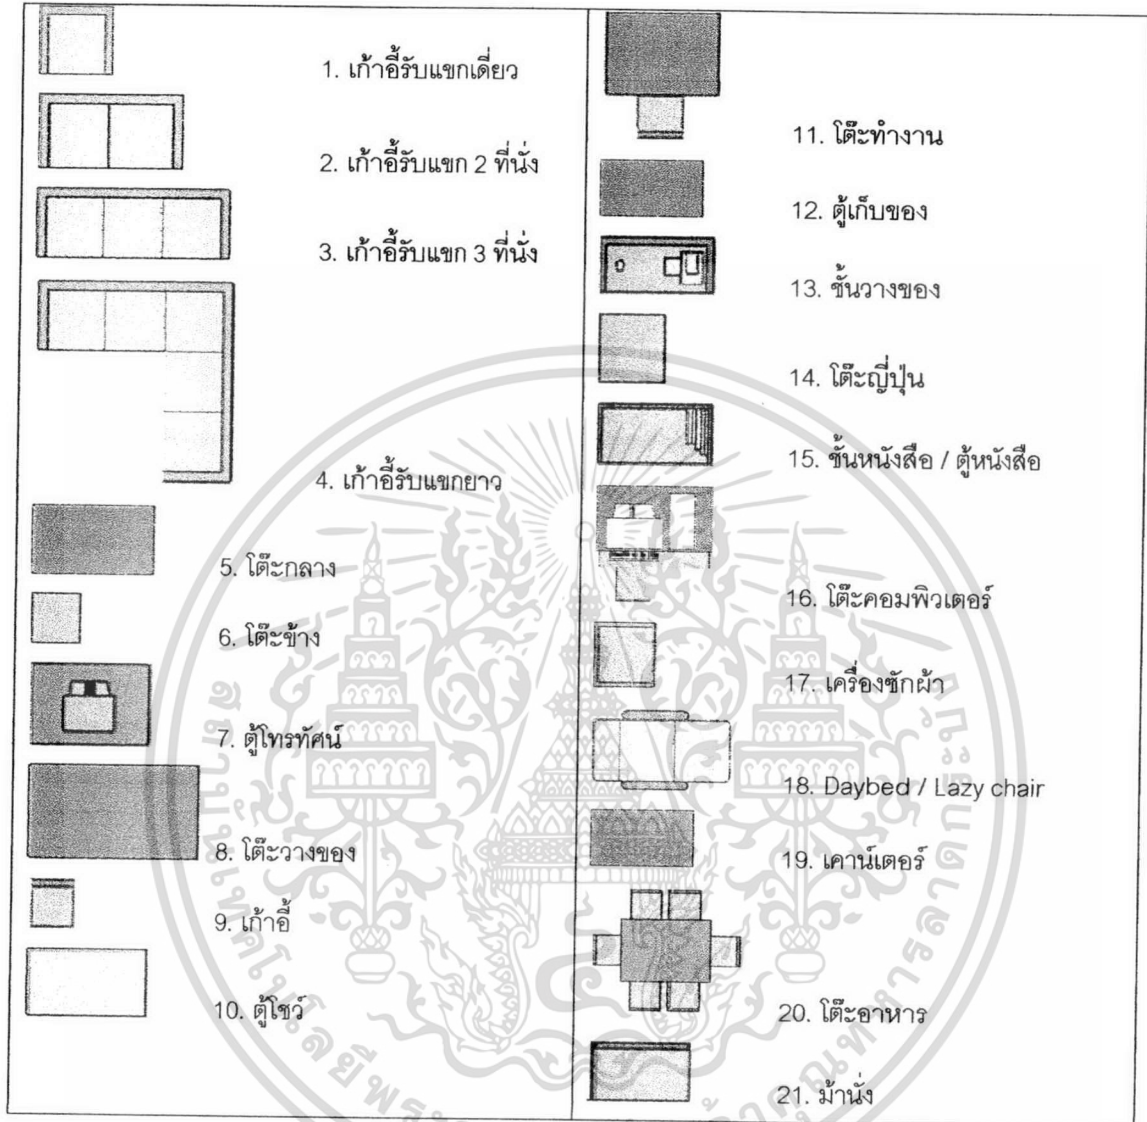 1. เก้าอี้รับแขกเดี่ยว
2. เก้าอี้รับแขก 2 ที่นั่ง
3. เก้าอี้รับแขก 3 ที่นั่ง
4. เก้าอี้รับแขกยาว
5. โต๊ะกลาง
6. โต๊ะข้าง
7. ตู้โทรทัศน์
8. โต๊ะวางของ
9. เก้าอี้
10. ตู้โชว์
11. โต๊ะทำงาน
12. ตู้เก็บของ
13. ชั้นวางของ
14. โต๊ะญี่ปุ่น
15. ชั้นหนังสือ / ตู้หนังสือ
16. โต๊ะคอมพิวเตอร์
17. เครื่องซักผ้า
18. Daybed / Lazy chair
19. เคาน์เตอร์
20. โต๊ะอาหาร
21. ม้านั่ง